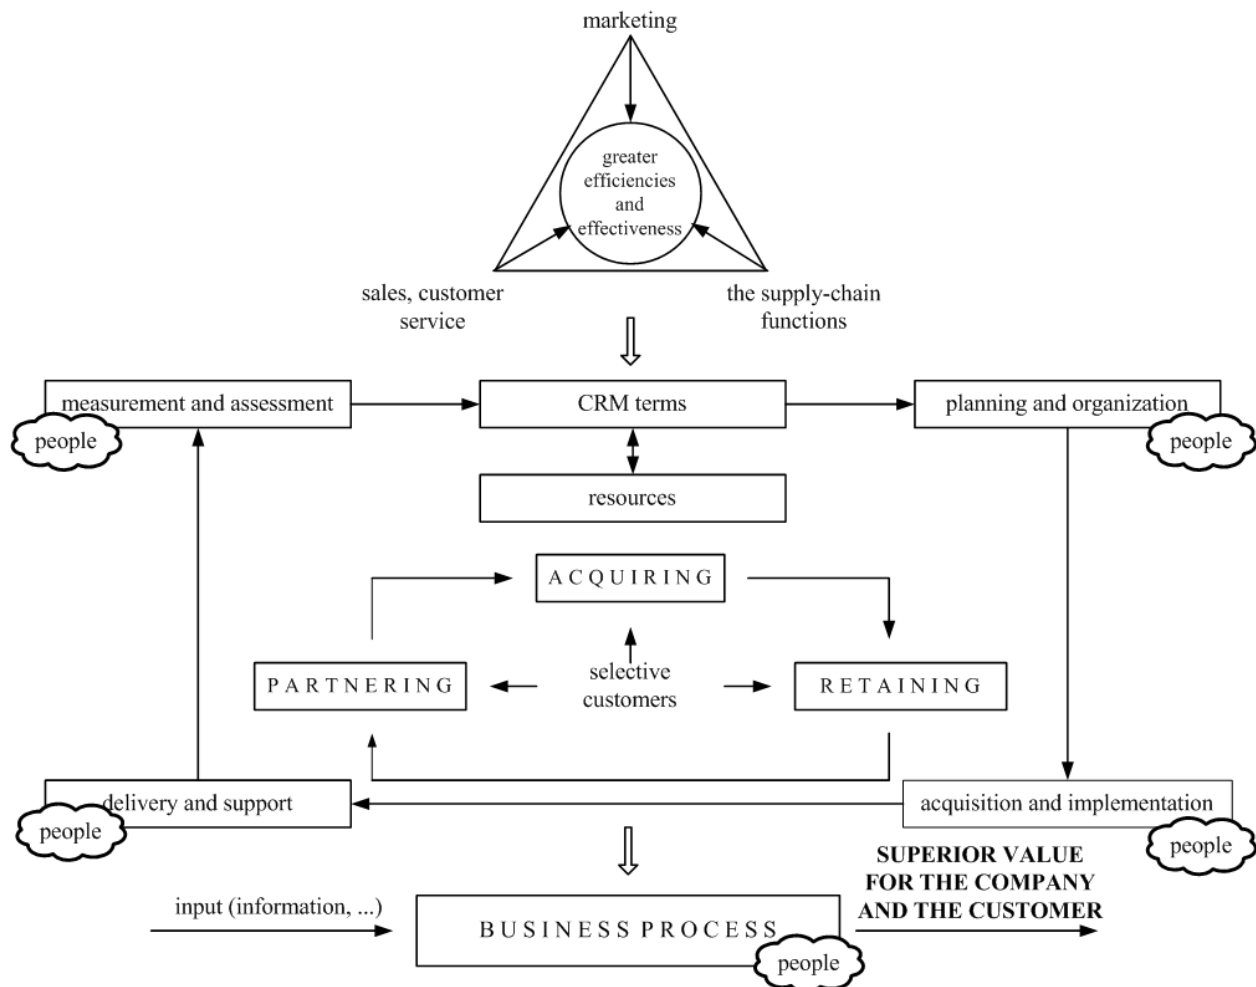 marketing
greater
efficiencies
and
effectiveness
sales, customer
service
the supply-chain
functions
measurement and assessment
people
CRM terms
planning and organization
people
resources
ACQUIRING
PARTNERING
selective
customers
RETAINING
delivery and support
people
acquisition and implementation
people
input (information, ...)
BUSINESS PROCESS
people
SUPERIOR VALUE
FOR THE COMPANY
AND THE CUSTOMER